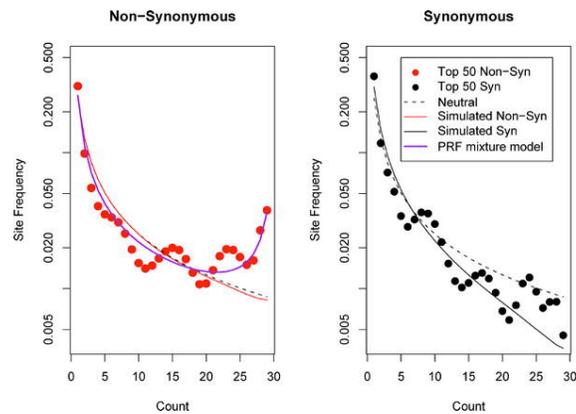 Non−Synonymous
Synonymous
Site Frequency
0.500
0.200
0.050
0.020
0.005
0 5 10 15 20 25 30
Count
Site Frequency
0.500
0.200
0.050
0.020
0.005
0 5 10 15 20 25 30
Count
Top 50 Non−Syn
Top 50 Syn
Neutral
Simulated Non−Syn
Simulated Syn
PRF mixture model